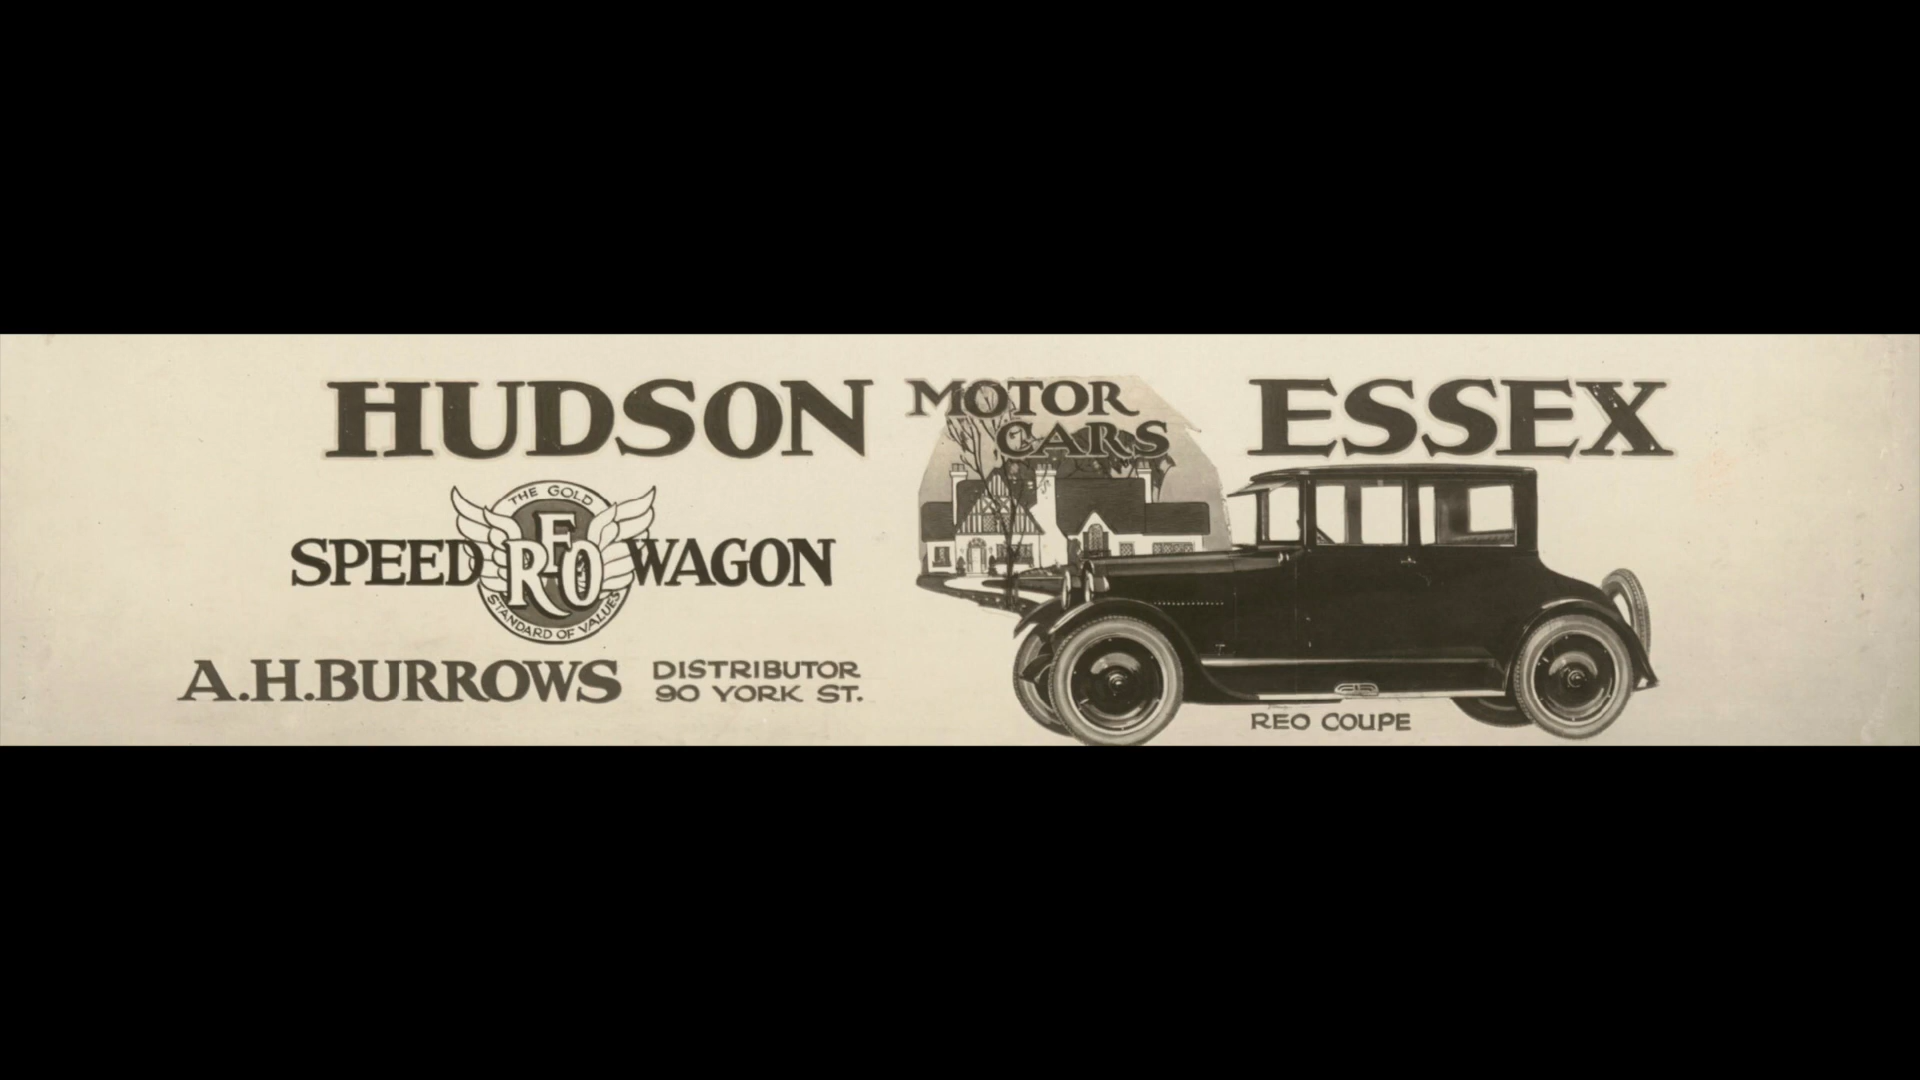 HUDSON MOTOR CARS ESSEX
THE GOLD
SPEED REO WAGON
STANDARD OF VALUES
A.H. BURROWS DISTRIBUTOR
90 YORK ST.
REO COUPE